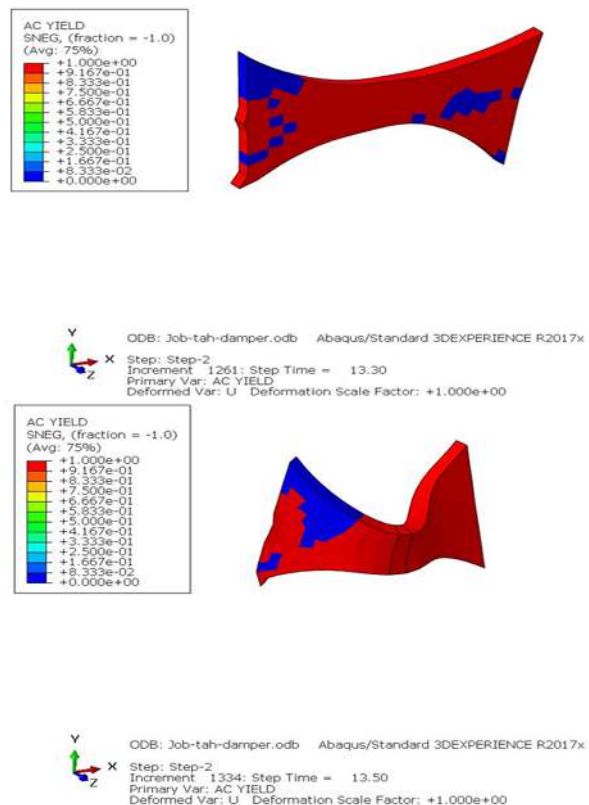 AC YIELD
SNEG, (fraction = -1.0)
(Avg: 75%)
+1.000e+00
+9.167e-01
+8.333e-01
+7.500e-01
+6.667e-01
+5.833e-01
+5.000e-01
+4.167e-01
+3.333e-01
+2.500e-01
+1.667e-01
+8.333e-02
+0.000e+00
Y
X
Z
ODB: Job-tah-damper.odb Abaqus/Standard 3DEXPERIENCE R2017x
Step: Step-2
Increment 1261: Step Time = 13.30
Primary Var: AC YIELD
Deformed Var: U Deformation Scale Factor: +1.000e+00
AC YIELD
SNEG, (fraction = -1.0)
(Avg: 75%)
+1.000e+00
+9.167e-01
+8.333e-01
+7.500e-01
+6.667e-01
+5.833e-01
+5.000e-01
+4.167e-01
+3.333e-01
+2.500e-01
+1.667e-01
+8.333e-02
+0.000e+00
Y
X
Z
ODB: Job-tah-damper.odb Abaqus/Standard 3DEXPERIENCE R2017x
Step: Step-2
Increment 1334: Step Time = 13.50
Primary Var: AC YIELD
Deformed Var: U Deformation Scale Factor: +1.000e+00